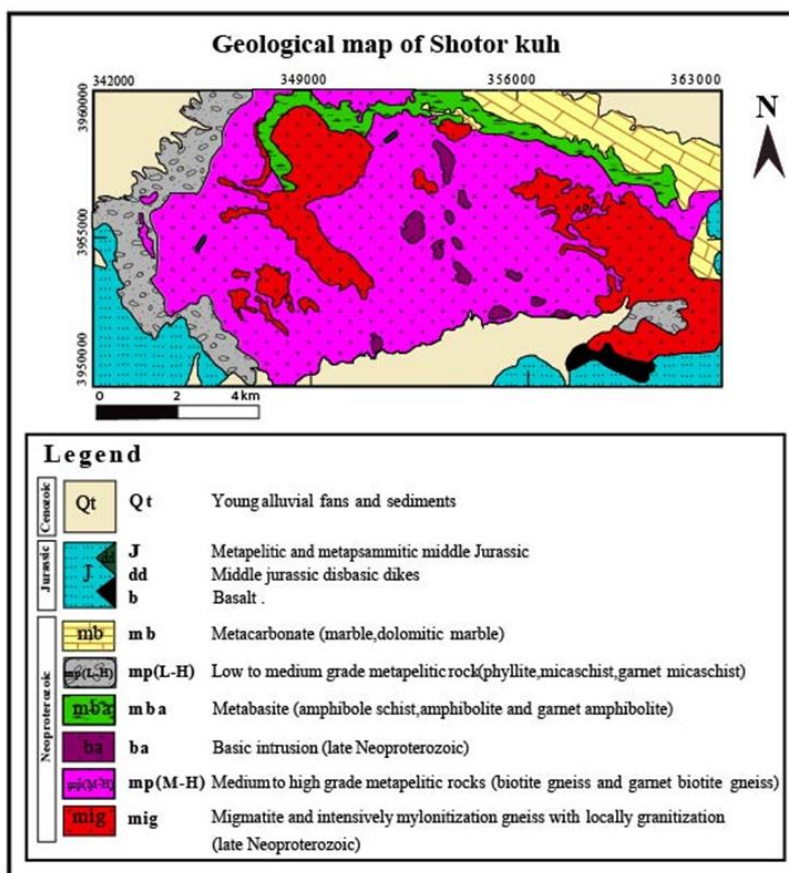 Geological map of Shotor kuh
342000 349000 356000 363000
3960000
3955000
3950000
N
0 2 4 km
Legend
Cenozoic
Qt Qt Young alluvial fans and sediments
Jurassic
J dd
J Metapelitic and metapsammitic middle Jurassic
dd Middle jurassic disbasic dikes
b Basalt .
Neoproterozoic
mb mb Metacarbonate (marble,dolomitic marble)
mp(L-H) mp(L-H) Low to medium grade metapelitic rock(phyllite,micaschist,garnet micaschist)
mba mba Metabasite (amphibole schist,amphibolite and garnet amphibolite)
ba ba Basic intrusion (late Neoproterozoic)
mp(M-H) mp(M-H) Medium to high grade metapelitic rocks (biotite gneiss and garnet biotite gneiss)
mig mig Migmatite and intensively mylonitization gneiss with locally granitization
(late Neoproterozoic)